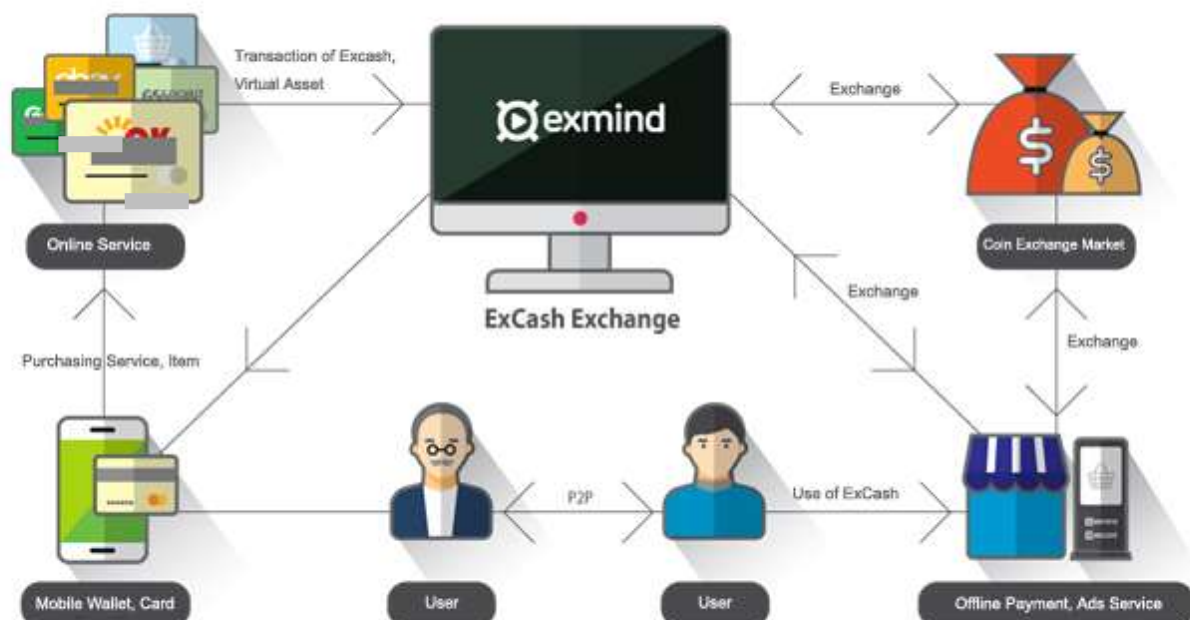 Transaction of Excash,
Virtual Asset
exmind
Exchange
OK
Online Service
Coin Exchange Market
ExCash Exchange
Exchange
Exchange
Purchasing Service, Item
P2P
Use of ExCash
Mobile Wallet, Card
User
User
Offline Payment, Ads Service